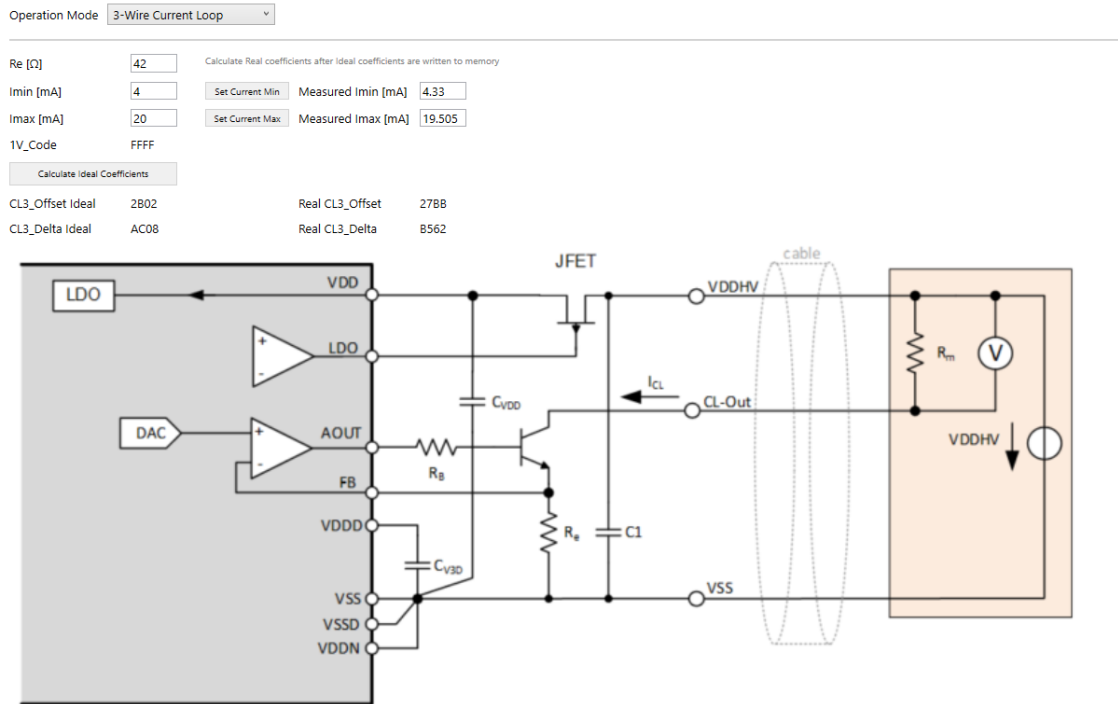 Operation Mode 3-Wire Current Loop
Re [Ω] 42 Calculate Real coefficients after Ideal coefficients are written to memory
Imin [mA] 4 Set Current Min Measured Imin [mA] 4.33
Imax [mA] 20 Set Current Max Measured Imax [mA] 19.505
1V_Code FFFF
Calculate Ideal Coefficients
CL3_Offset Ideal 2B02 Real CL3_Offset 27BB
CL3_Delta Ideal AC08 Real CL3_Delta B562
cable
JFET
VDD
LDO
VDDHV
+
-
LDO
Rm
V
ICL
CVDD
CL-Out
DAC
+
-
AOUT
VDDHV
RB
FB
VDDD
Re
C1
CV3D
VSS
VSS
VSSD
VDDN